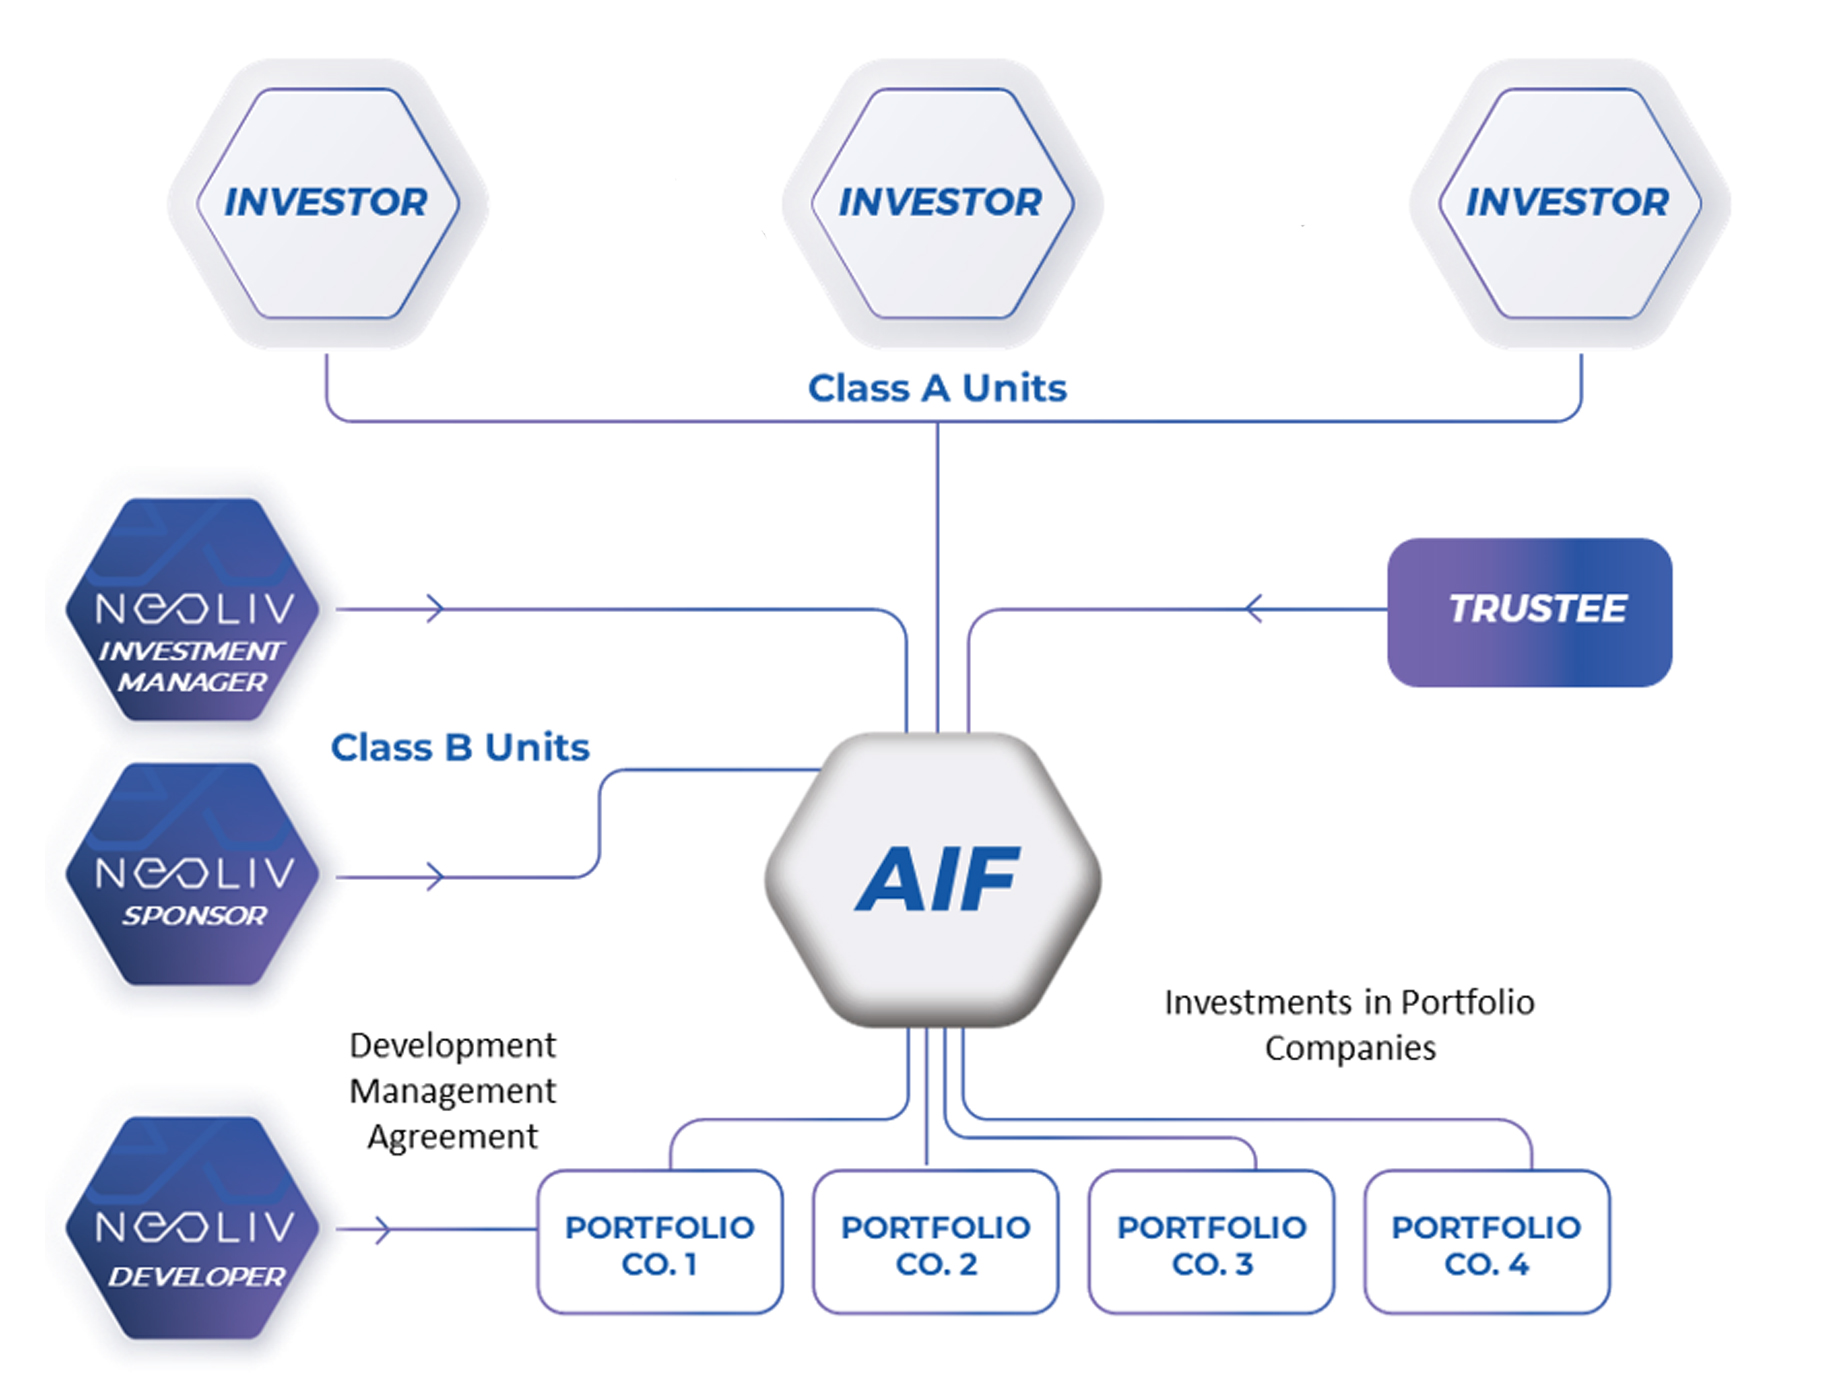 INVESTOR
INVESTOR
INVESTOR
Class A Units
NEOLIV
INVESTMENT
MANAGER
TRUSTEE
Class B Units
NEOLIV
SPONSOR
AIF
Investments in Portfolio
Companies
Development
Management
Agreement
NEOLIV
DEVELOPER
PORTFOLIO
CO. 1
PORTFOLIO
CO. 2
PORTFOLIO
CO. 3
PORTFOLIO
CO. 4